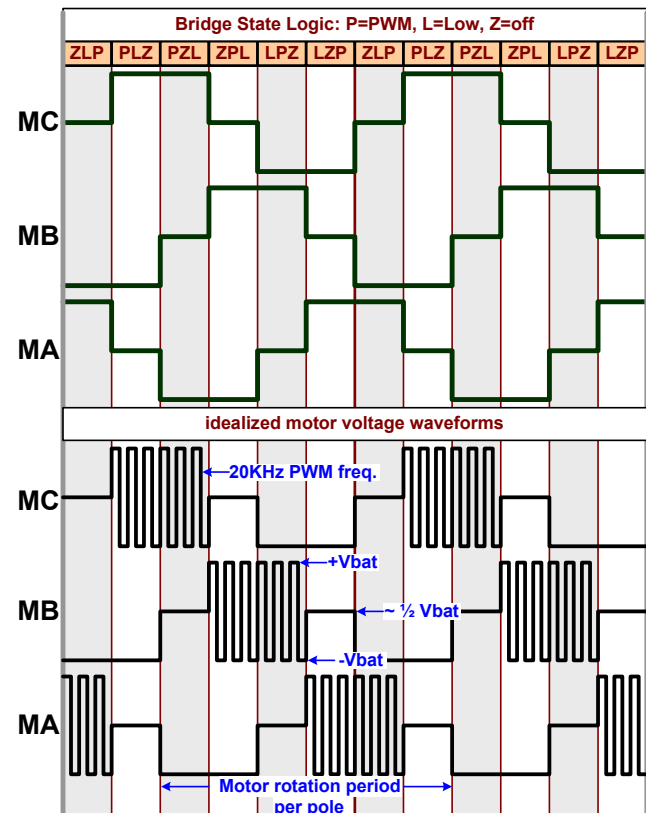 Bridge State Logic: P=PWM, L=Low, Z=off
ZLP PLZ PZL ZPL LPZ LZP ZLP PLZ PZL ZPL LPZ LZP
MC
MB
MA
idealized motor voltage waveforms
MC
20KHz PWM freq.
+Vbat
MB
~ ½ Vbat
-Vbat
MA
Motor rotation period
per pole